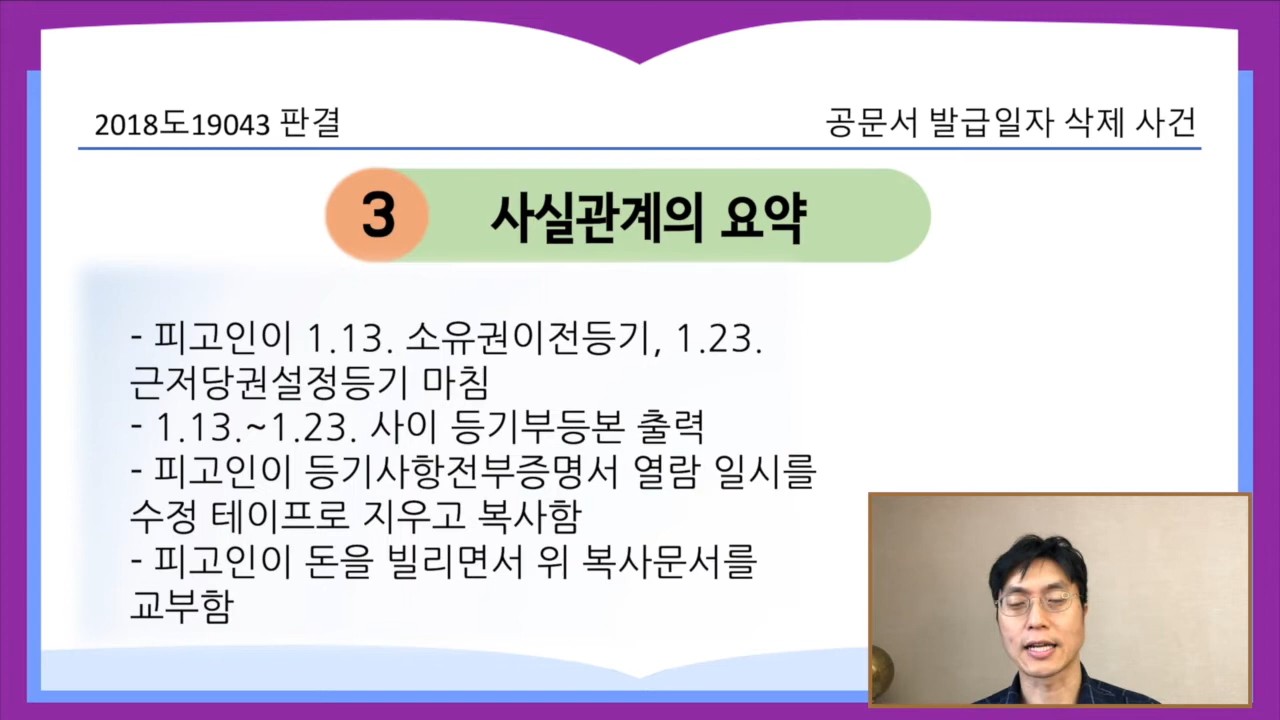 2018도19043 판결
공문서 발급일자 삭제 사건
3 사실관계의 요약
- 피고인이 1.13. 소유권이전등기, 1.23.
근저당권설정등기 마침
- 1.13.~1.23. 사이 등기부등본 출력
- 피고인이 등기사항전부증명서 열람 일시를
수정 테이프로 지우고 복사함
- 피고인이 돈을 빌리면서 위 복사문서를
교부함